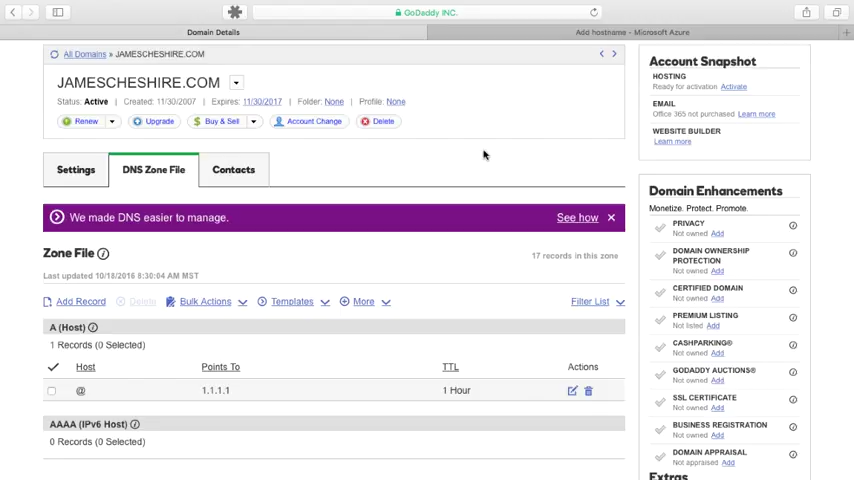 GoDaddy INC.
Domain Details
Add hostname - Microsoft Azure
All Domains » JAMESCHESHIRE.COM
JAMESCHESHIRE.COM
Status: Active | Created: 11/30/2007 | Expires: 11/30/2017 | Folder: None | Profile: None
Renew Upgrade Buy & Sell Account Change Delete
Settings DNS Zone File Contacts
We made DNS easier to manage. See how
Zone File
17 records in this zone
Last updated 10/18/2016 8:30:04 AM MST
Add Record Delete Bulk Actions Templates More Filter List
A (Host)
1 Records (0 Selected)
Host Points To TTL Actions
@ 1.1.1.1 1 Hour
AAAA (IPv6 Host)
0 Records (0 Selected)
Account Snapshot
HOSTING
Ready for activation Activate
EMAIL
Office 365 not purchased Learn more
WEBSITE BUILDER
Learn more
Domain Enhancements
Monetize. Protect. Promote.
PRIVACY
Not owned Add
DOMAIN OWNERSHIP
PROTECTION
Not owned Add
CERTIFIED DOMAIN
Not owned Add
PREMIUM LISTING
Not listed Add
CASHPARKING®
Not owned Add
GODADDY AUCTIONS®
Not owned Add
SSL CERTIFICATE
Not owned Add
BUSINESS REGISTRATION
Not owned Add
DOMAIN APPRAISAL
Not appraised Add
Extras